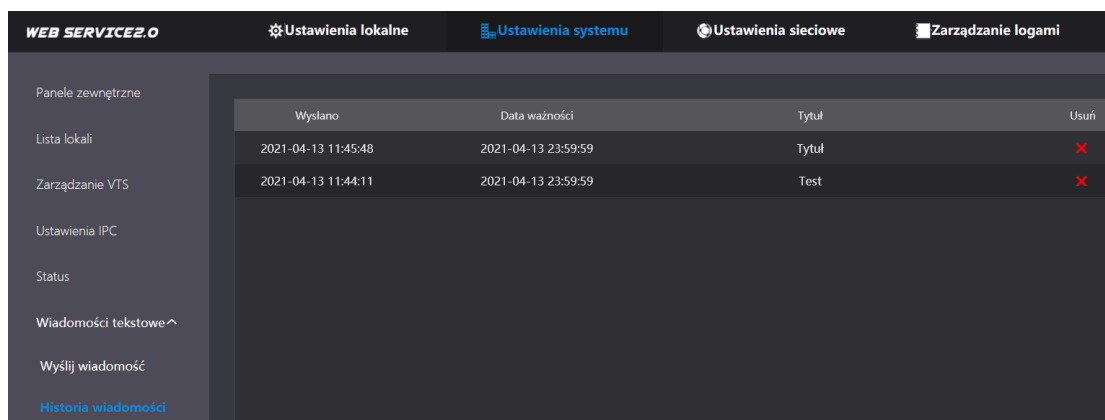 WEB SERVICE2.0 Ustawienia lokalne Ustawienia systemu Ustawienia sieciowe Zarządzanie logami
Panele zewnętrzne
Lista lokali
Zarządzanie VTS
Ustawienia IPC
Status
Wiadomości tekstowe
Wyślij wiadomość
Historia wiadomości
Wysłano Data ważności Tytuł Usuń
2021-04-13 11:45:48 2021-04-13 23:59:59 Tytuł
2021-04-13 11:44:11 2021-04-13 23:59:59 Test